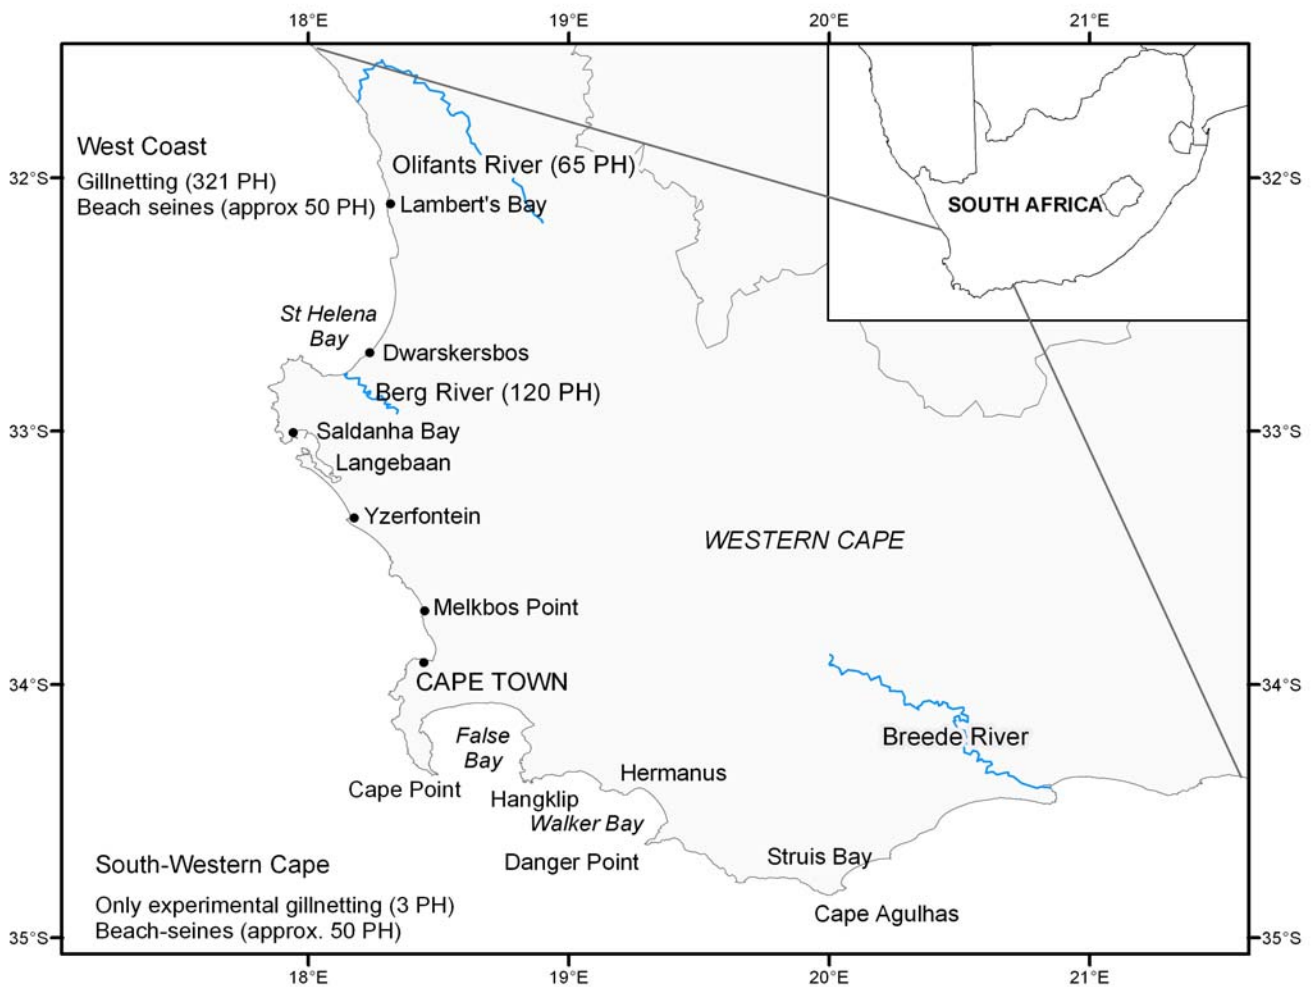 18°E 19°E 20°E 21°E
West Coast
Gillnetting (321 PH)
Beach seines (approx 50 PH)
32°S
32°S
Olifants River (65 PH)
Lambert's Bay
SOUTH AFRICA
St Helena
Bay
Dwarskersbos
Berg River (120 PH)
33°S
33°S
Saldanha Bay
Langebaan
Yzerfontein
WESTERN CAPE
Melkbos Point
CAPE TOWN
34°S
34°S
False
Bay
Breede River
Cape Point
Hermanus
Hangklip
Walker Bay
Danger Point
Struis Bay
Cape Agulhas
South-Western Cape
Only experimental gillnetting (3 PH)
Beach-seines (approx. 50 PH)
35°S
35°S
18°E 19°E 20°E 21°E